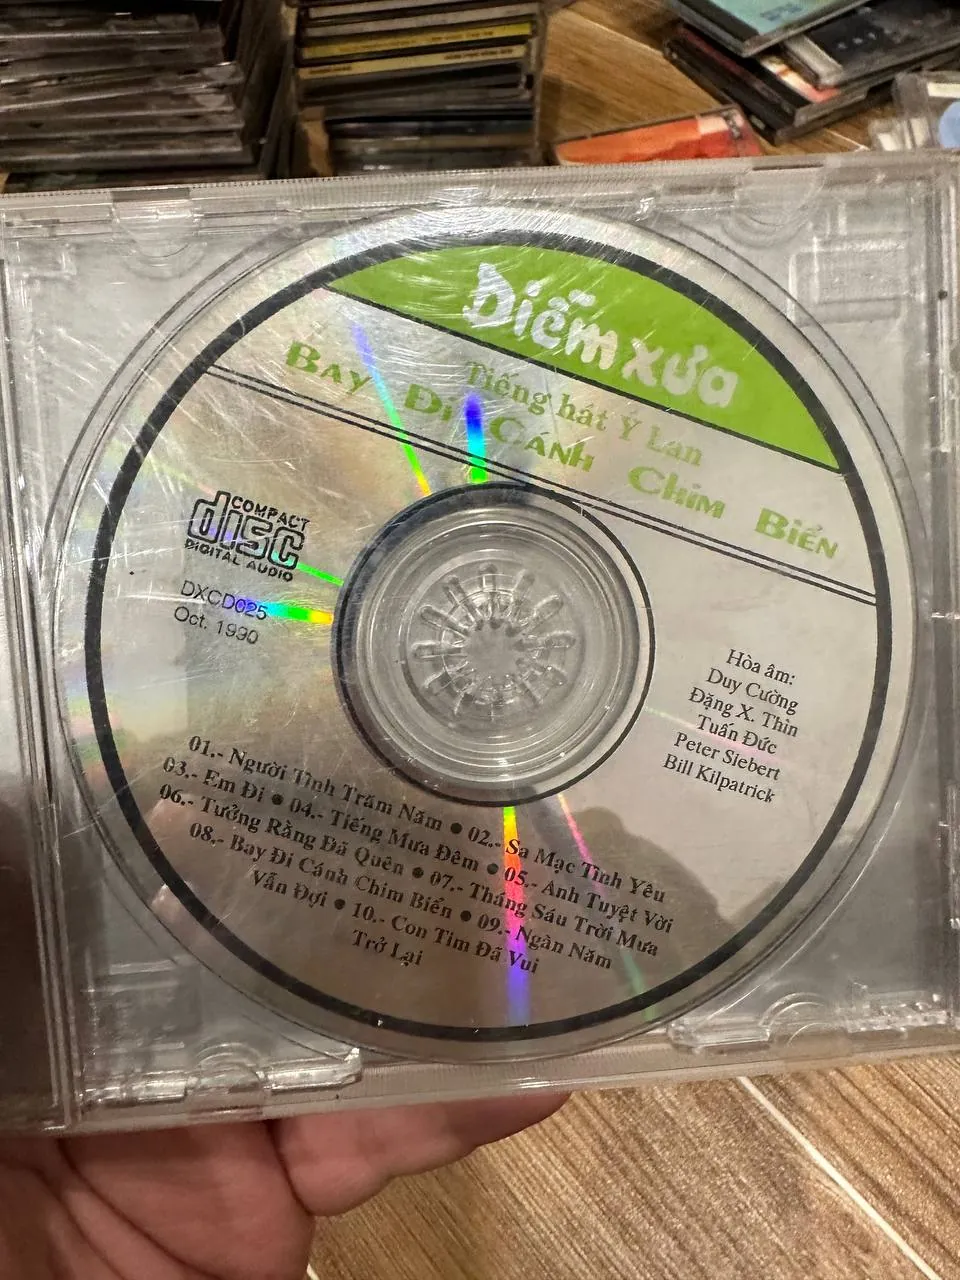 Diễm xưa
Tiếng hát Ý Lan
BAY ĐI CÁNH CHIM BIỂN
COMPACT
disc
DIGITAL AUDIO
DXCD025
Oct. 1990
Hòa âm:
Duy Cường
Đặng X. Thìn
Tuấn Đức
Peter Siebert
Bill Kilpatrick
01.- Người Tình Trăm Năm ● 02.- Sa Mạc Tình Yêu
03.- Em Đi ● 04.- Tiếng Mưa Đêm ● 05.- Anh Tuyệt Vời
06.- Tưởng Rằng Đã Quên ● 07.- Tháng Sáu Trời Mưa
08.- Bay Đi Cánh Chim Biển ● 09.- Ngàn Năm
Vẫn Đợi ● 10.- Con Tim Đã Vui
Trở Lại